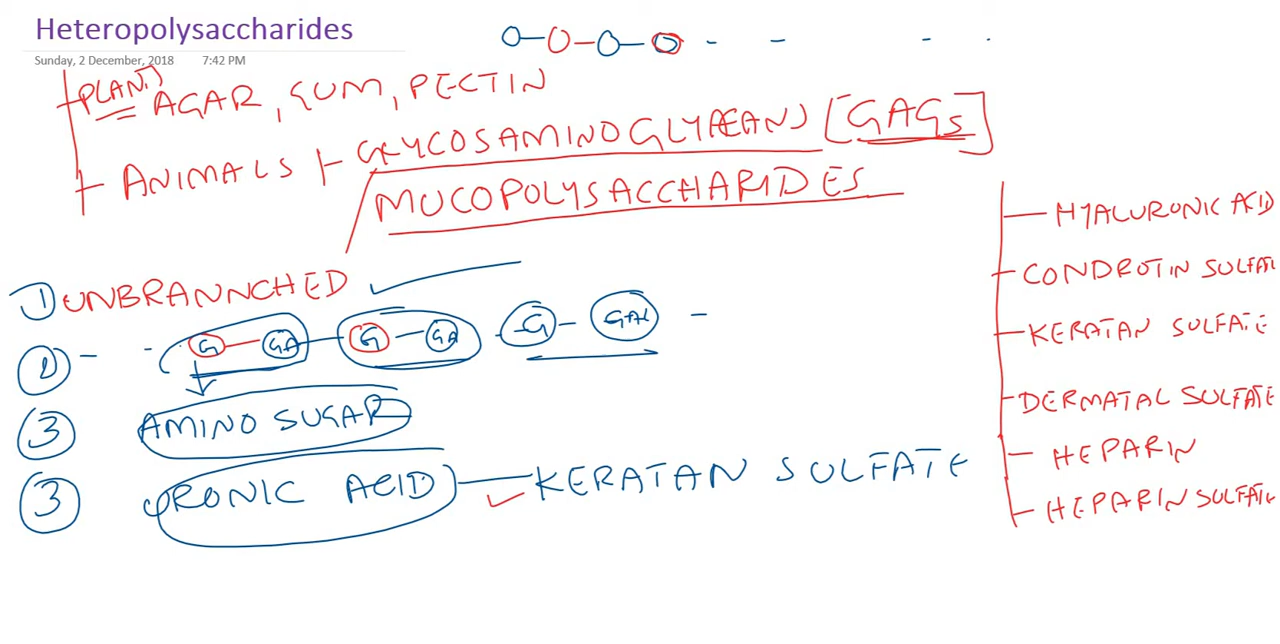 Heteropolysaccharides
Sunday, 2 December, 2018 7:42 PM
PLANTS AGAR, GUM, PECTIN
ANIMALS GLYCOSAMINOGLYCANS [GAGs]
MUCOPOLYSACCHARIDES
HYALURONIC ACID
CONDROTIN SULFATE
KERATAN SULFATE
DERMATAL SULFATE
HEPARIN
HEPARIN SULFATE
1) UNBRANNCHED
2 G GA G GA G GAL
3 AMINO SUGAR
3 URONIC ACID KERATAN SULFATE